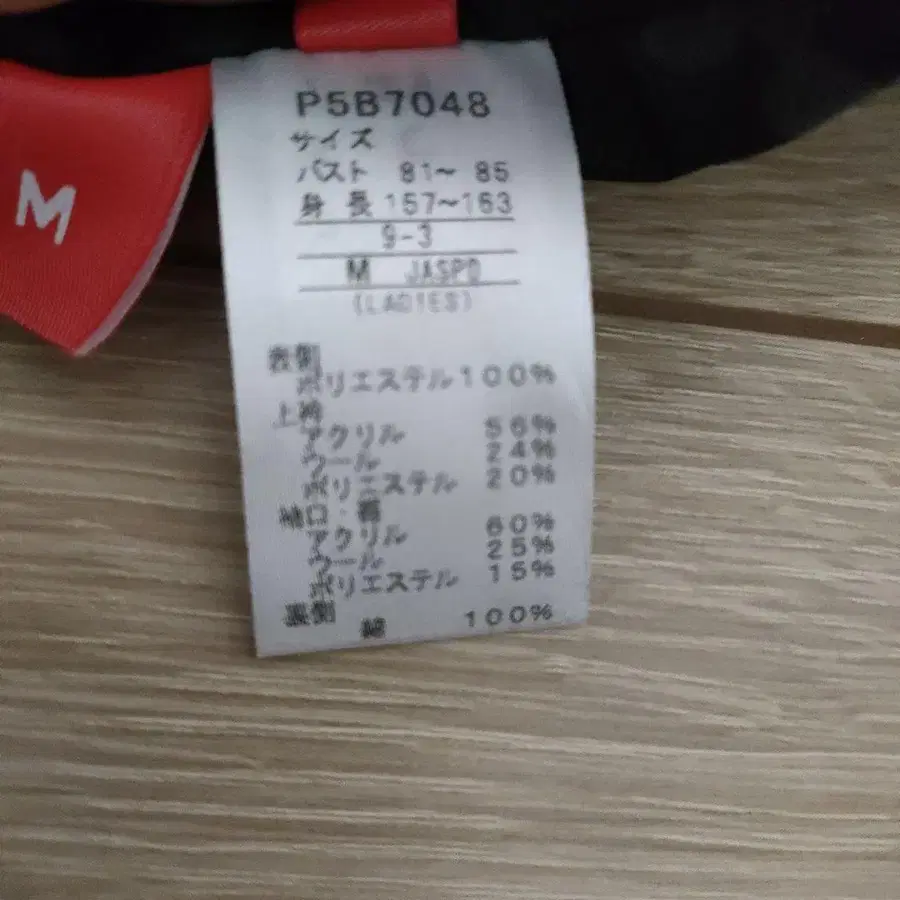 M
P5B7048
サイズ
バスト 81～ 85
身 長 157～163
9-3
M JASPO
(LADIES)
表側
ポリエステル 100%
上衿
アクリル 56%
ウール 24%
ポリエステル 20%
袖口・裾
アクリル 60%
ウール 25%
ポリエステル 15%
裏側
綿 100%